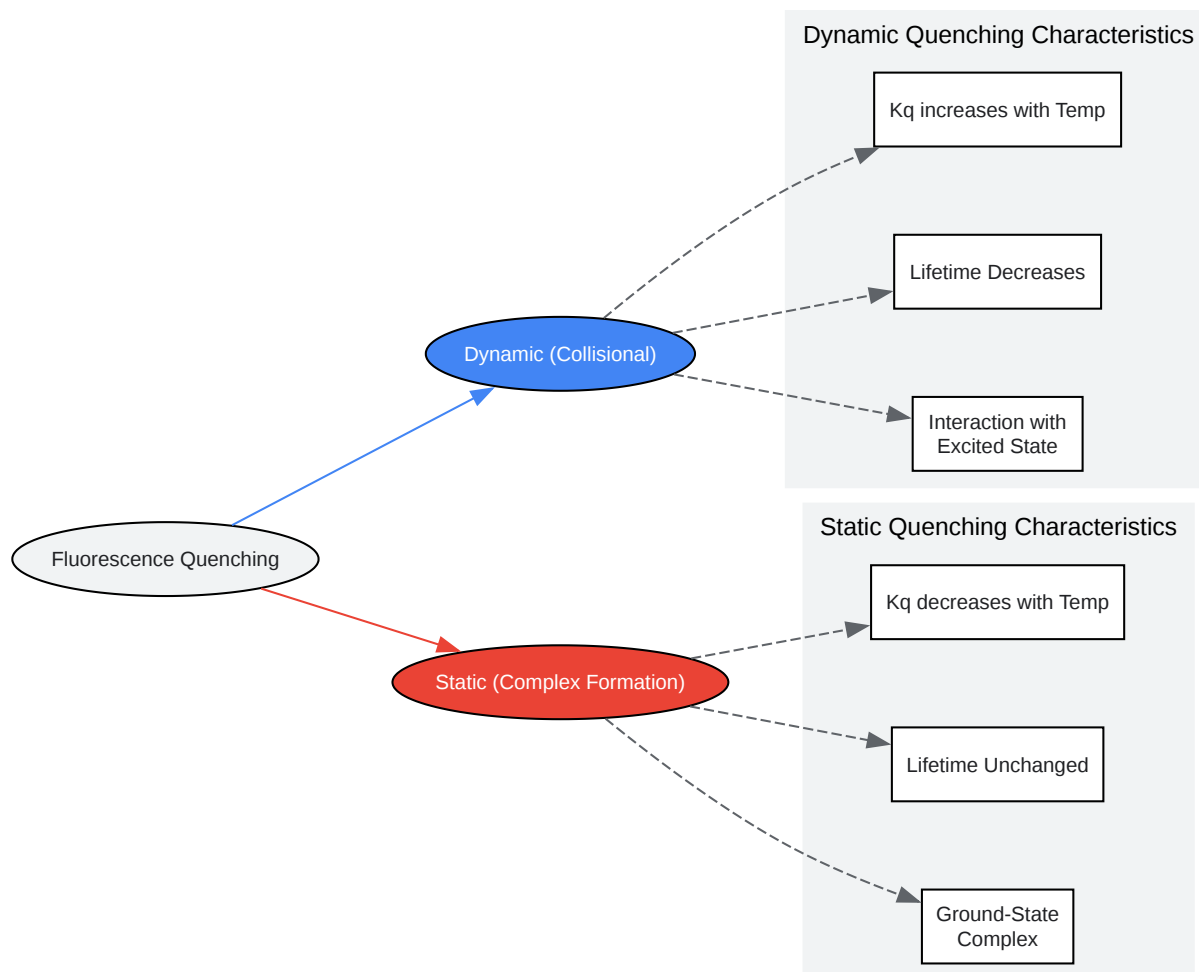 Dynamic Quenching Characteristics
Kq increases with Temp
Lifetime Decreases
Dynamic (Collisional)
Interaction with
Excited State
Fluorescence Quenching
Static Quenching Characteristics
Kq decreases with Temp
Static (Complex Formation)
Lifetime Unchanged
Ground-State
Complex